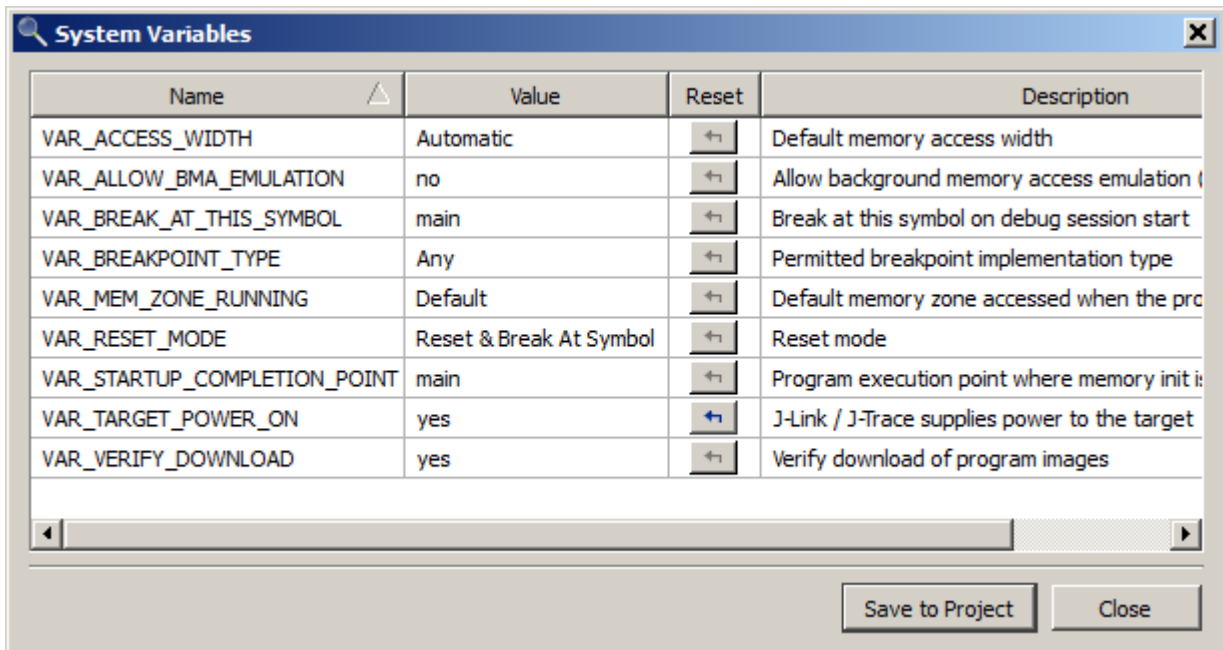 System Variables
Name Value Reset Description
VAR_ACCESS_WIDTH Automatic Default memory access width
VAR_ALLOW_BMA_EMULATION no Allow background memory access emulation (
VAR_BREAK_AT_THIS_SYMBOL main Break at this symbol on debug session start
VAR_BREAKPOINT_TYPE Any Permitted breakpoint implementation type
VAR_MEM_ZONE_RUNNING Default Default memory zone accessed when the pro
VAR_RESET_MODE Reset & Break At Symbol Reset mode
VAR_STARTUP_COMPLETION_POINT main Program execution point where memory init is
VAR_TARGET_POWER_ON yes J-Link / J-Trace supplies power to the target
VAR_VERIFY_DOWNLOAD yes Verify download of program images
Save to Project Close